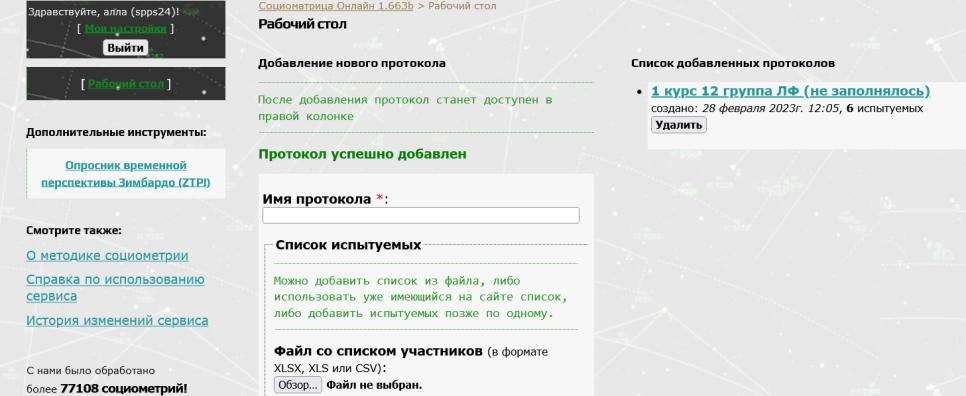 Здравствуйте, алла (spps24)!
[ Мои настройки ]
Выйти
[ Рабочий стол ]
Дополнительные инструменты:
Опросник временной
перспективы Зимбардо (ZTPI)
Смотрите также:
О методике социометрии
Справка по использованию
сервиса
История изменений сервиса
С нами было обработано
более 77108 социометрий!
Социоматрица Онлайн 1.663b > Рабочий стол
Рабочий стол
Добавление нового протокола
После добавления протокол станет доступен в
правой колонке
Протокол успешно добавлен
Имя протокола *:
Список испытуемых
Можно добавить список из файла, либо
использовать уже имеющийся на сайте список,
либо добавить испытуемых позже по одному.
Файл со списком участников (в формате
XLSX, XLS или CSV):
Обзор... Файл не выбран.
Список добавленных протоколов
• 1 курс 12 группа ЛФ (не заполнялось)
создано: 28 февраля 2023г. 12:05, 6 испытуемых
Удалить